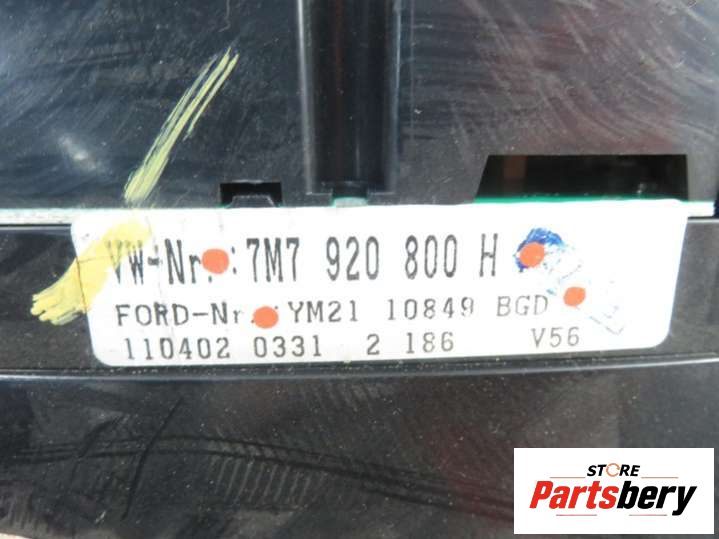 VW-Nr.: 7M7 920 800 H
FORD-Nr.: YM21 10849 BGD
110402 0331 2 186 V56
STORE
Partsbery